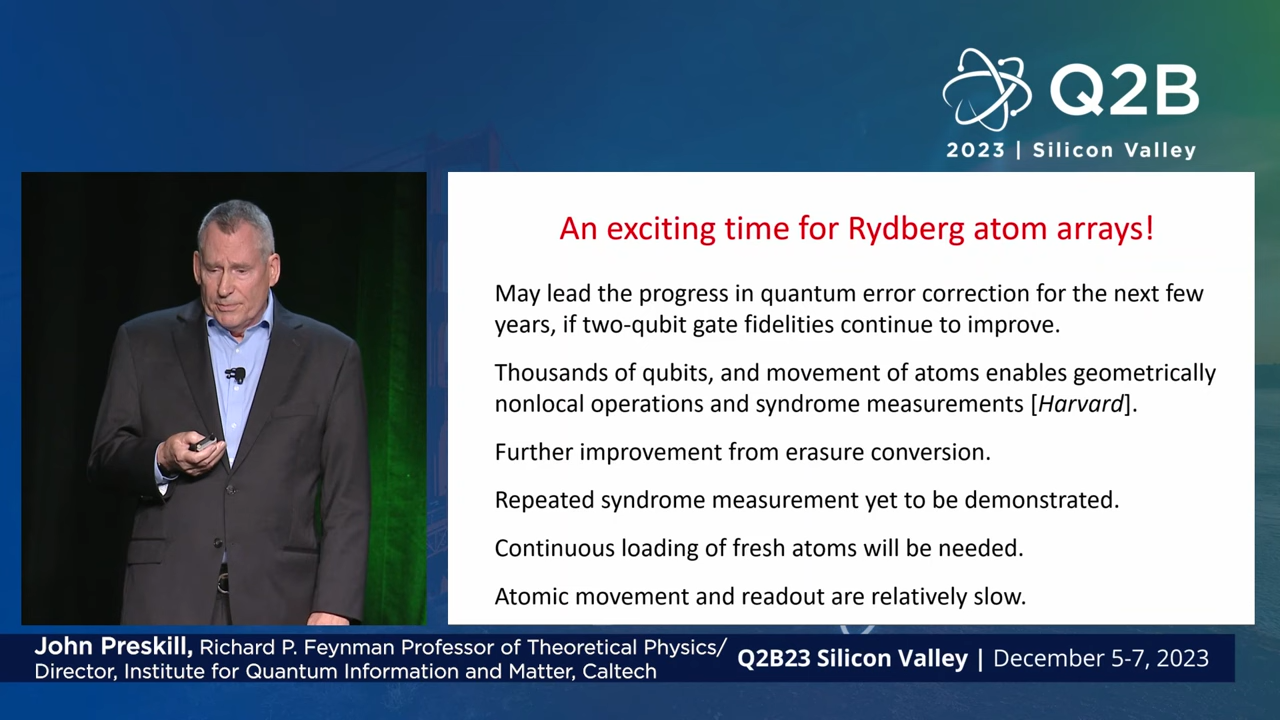 Q2B
2023 | Silicon Valley
An exciting time for Rydberg atom arrays!
May lead the progress in quantum error correction for the next few
years, if two-qubit gate fidelities continue to improve.
Thousands of qubits, and movement of atoms enables geometrically
nonlocal operations and syndrome measurements [Harvard].
Further improvement from erasure conversion.
Repeated syndrome measurement yet to be demonstrated.
Continuous loading of fresh atoms will be needed.
Atomic movement and readout are relatively slow.
John Preskill, Richard P. Feynman Professor of Theoretical Physics/
Director, Institute for Quantum Information and Matter, Caltech
Q2B23 Silicon Valley | December 5-7, 2023